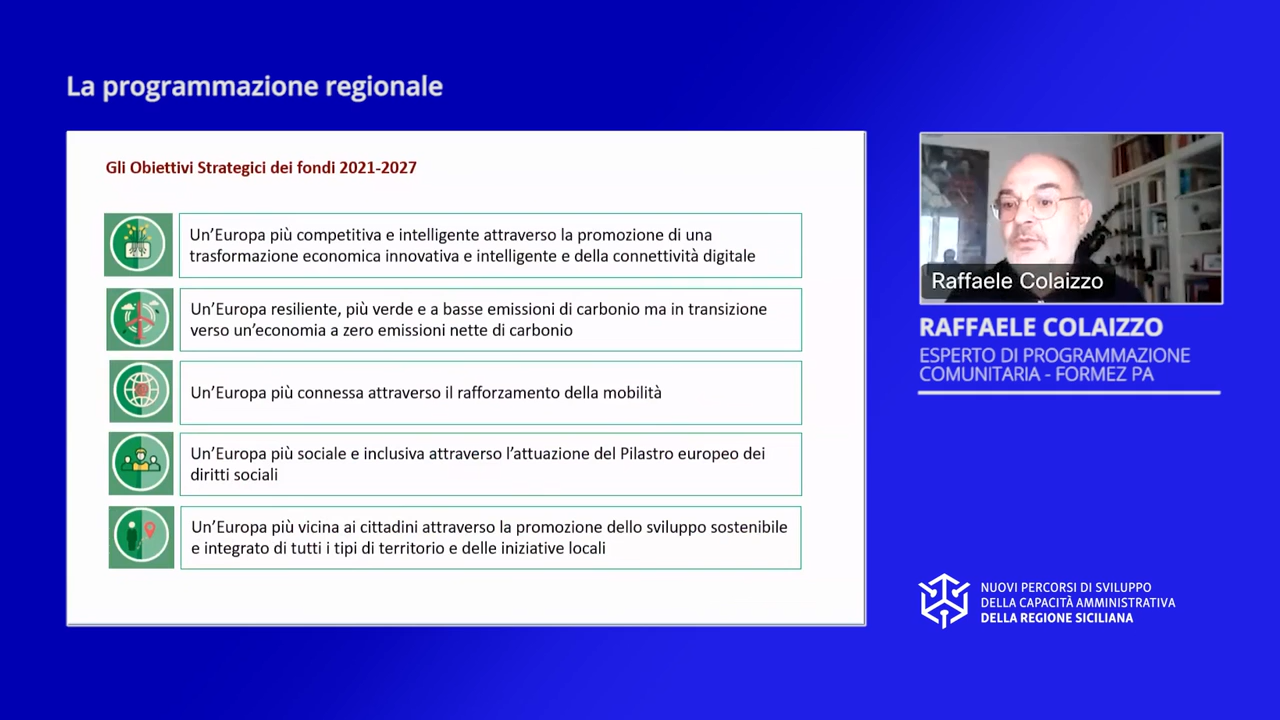 La programmazione regionale
Gli Obiettivi Strategici dei fondi 2021-2027
Un’Europa più competitiva e intelligente attraverso la promozione di una
trasformazione economica innovativa e intelligente e della connettività digitale
Un’Europa resiliente, più verde e a basse emissioni di carbonio ma in transizione
verso un’economia a zero emissioni nette di carbonio
Un’Europa più connessa attraverso il rafforzamento della mobilità
Un’Europa più sociale e inclusiva attraverso l’attuazione del Pilastro europeo dei
diritti sociali
Un’Europa più vicina ai cittadini attraverso la promozione dello sviluppo sostenibile
e integrato di tutti i tipi di territorio e delle iniziative locali
Raffaele Colaizzo
RAFFAELE COLAIZZO
ESPERTO DI PROGRAMMAZIONE
COMUNITARIA - FORMEZ PA
NUOVI PERCORSI DI SVILUPPO
DELLA CAPACITÀ AMMINISTRATIVA
DELLA REGIONE SICILIANA